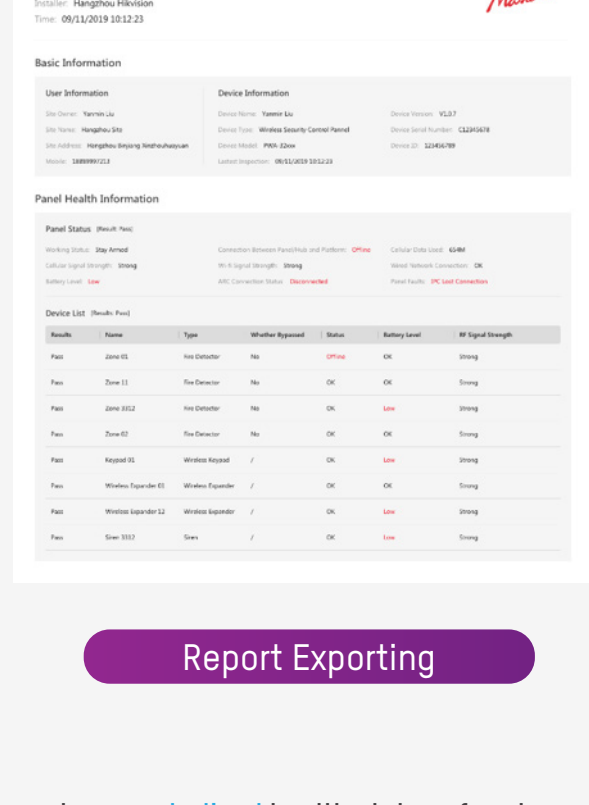 Installer: Hangzhou Hikvision
Time: 09/11/2019 10:12:23
Basic Information
User Information
Site Owner: Yanmin Liu
Site Name: Hangzhou Site
Site Address: Hangzhou Binjiang Xinzhouhuayuan
Mobile: 18889997213
Device Information
Device Name: Yanmin Liu Device Version: V1.0.7
Device Type: Wireless Security Control Pannel Device Serial Number: C12345678
Device Model: PWA-32xxx Device ID: 123456789
Lastest Inspection: 09/11/2019 10:12:23
Panel Health Information
Panel Status (Result: Pass)
Working Status: Stay Armed Connection Between Panel/Hub and Platform: Offline Cellular Data Used: 654M
Cellular Signal Strength: Strong Wi-Fi Signal Strength: Strong Wired Network Connection: OK
Battery Level: Low ARC Connection Status: Disconnected Panel Faults: IPC Lost Connection
Device List (Results: Pass)
Results Name Type Whether Bypassed Status Battery Level RF Signal Strength
Pass Zone 01 Fire Detector No Offline OK Strong
Pass Zone 11 Fire Detector No OK OK Strong
Pass Zone 3312 Fire Detector No OK Low Strong
Pass Zone 02 Fire Detector No OK OK Strong
Pass Keypad 01 Wireless Keypad / OK Low Strong
Pass Wireless Expander 01 Wireless Expander / OK OK Strong
Pass Wireless Expander 12 Wireless Expander / OK Low Strong
Pass Siren 3312 Siren / OK Low Strong
Report Exporting